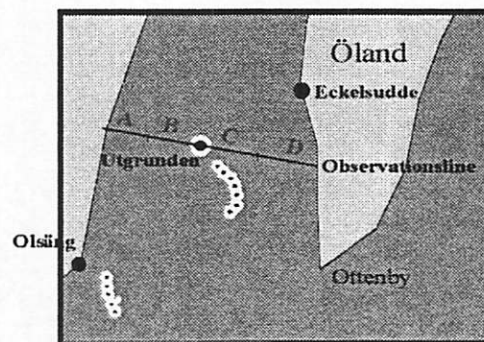 Öland
Eckelsudde
A B C D
Utgrunden
Observationsline
Olsäng
Ottenby